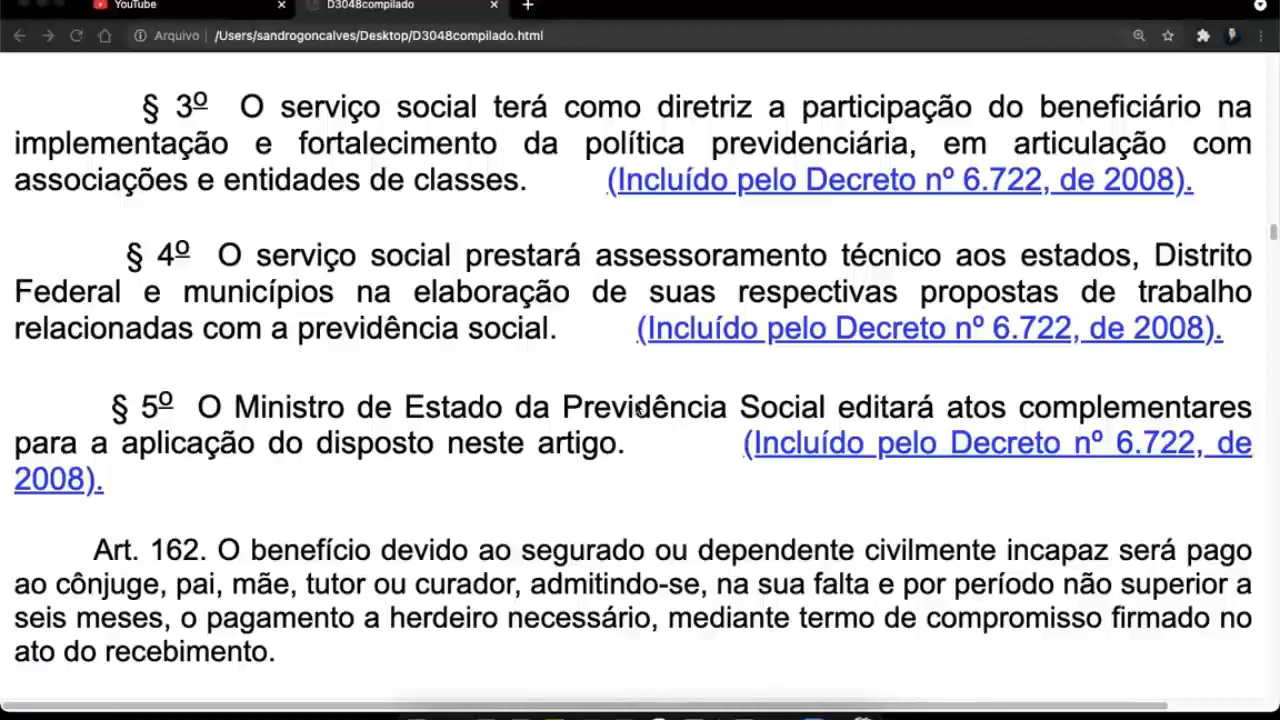 YouTube
D3048compilado
Arquivo
/Users/sandrogoncalves/Desktop/D3048compilado.html
§ 3º O serviço social terá como diretriz a participação do beneficiário na
implementação e fortalecimento da política previdenciária, em articulação com
associações e entidades de classes. (Incluído pelo Decreto nº 6.722, de 2008).
§ 4º O serviço social prestará assessoramento técnico aos estados, Distrito
Federal e municípios na elaboração de suas respectivas propostas de trabalho
relacionadas com a previdência social. (Incluído pelo Decreto nº 6.722, de 2008).
§ 5º O Ministro de Estado da Previdência Social editará atos complementares
para a aplicação do disposto neste artigo. (Incluído pelo Decreto nº 6.722, de
2008).
Art. 162. O benefício devido ao segurado ou dependente civilmente incapaz será pago
ao cônjuge, pai, mãe, tutor ou curador, admitindo-se, na sua falta e por período não superior a
seis meses, o pagamento a herdeiro necessário, mediante termo de compromisso firmado no
ato do recebimento.